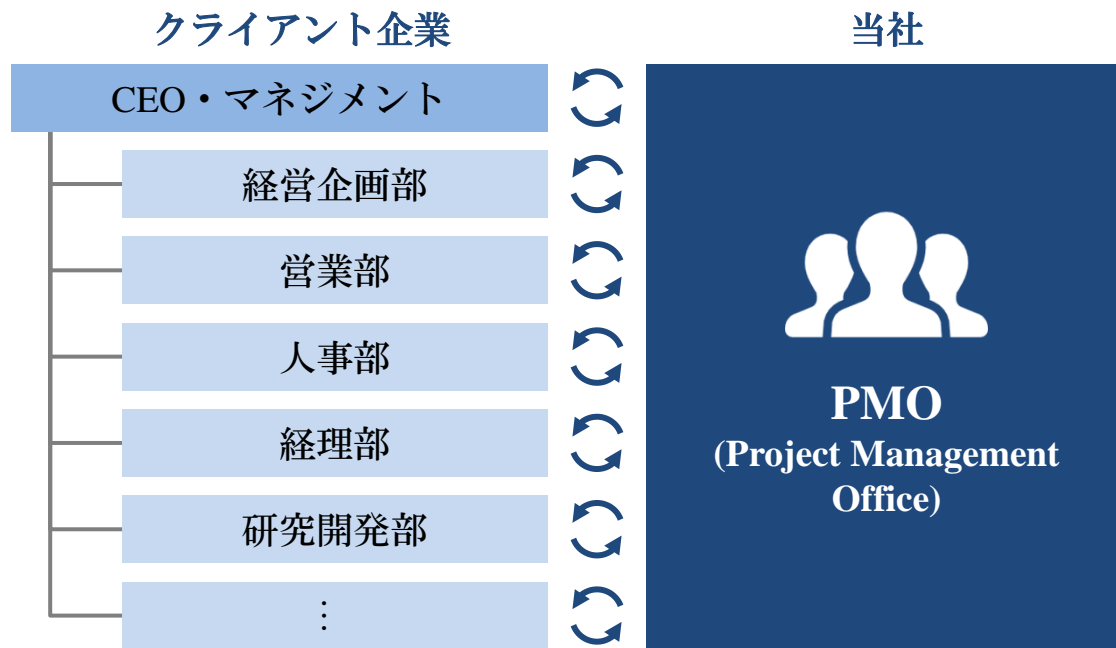 クライアント企業
当社
CEO・マネジメント
経営企画部
営業部
人事部
経理部
研究開発部
⋮
PMO
(Project Management
Office)